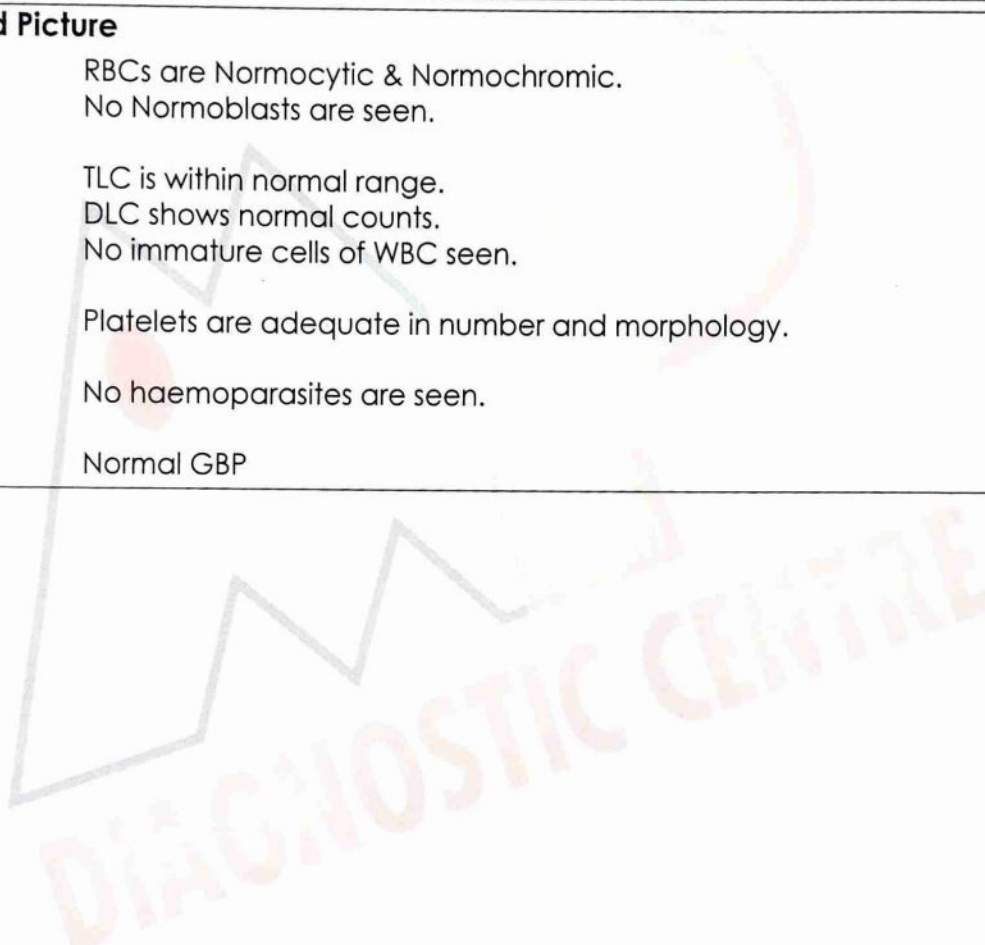 d Picture
RBCs are Normocytic & Normochromic.
No Normoblasts are seen.
TLC is within normal range.
DLC shows normal counts.
No immature cells of WBC seen.
Platelets are adequate in number and morphology.
No haemoparasites are seen.
Normal GBP
DIAGNOSTIC CENTRE